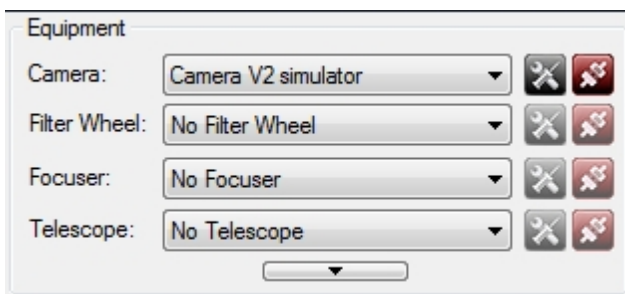 Equipment
Camera: Camera V2 simulator
Filter Wheel: No Filter Wheel
Focuser: No Focuser
Telescope: No Telescope